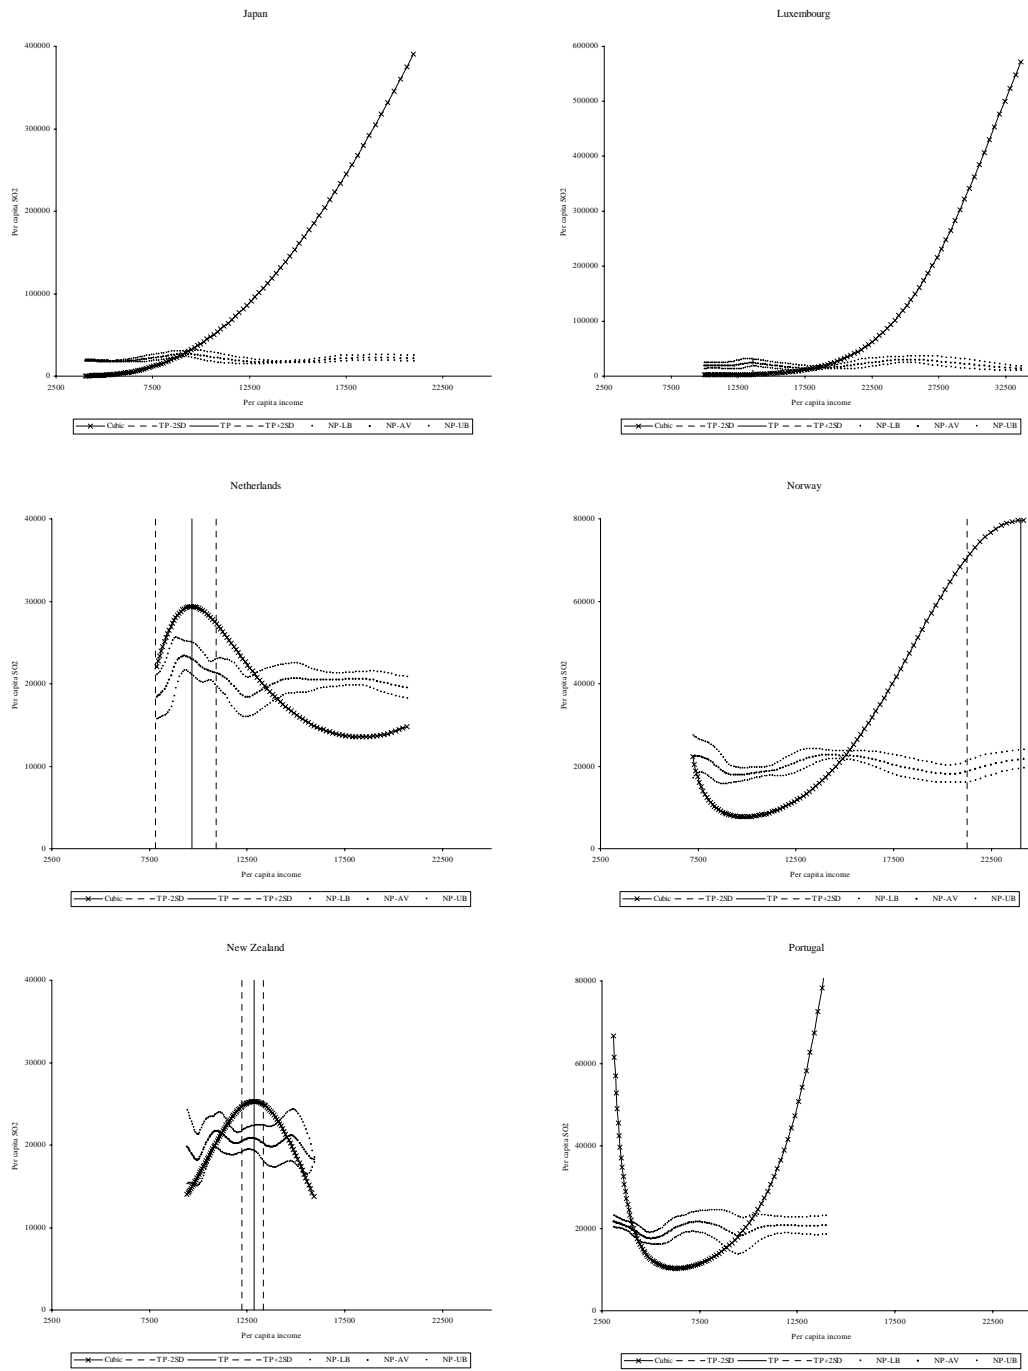 Japan
400000
300000
200000
100000
0
2500 7500 12500 17500 22500
Per capita SO2
Per capita income
Cubic TP-2SD TP TP+2SD NP-LB NP-AV NP-UB
Luxembourg
600000
500000
400000
300000
200000
100000
0
2500 7500 12500 17500 22500 27500 32500
Per capita SO2
Per capita income
Cubic TP-2SD TP TP+2SD NP-LB NP-AV NP-UB
Netherlands
40000
30000
20000
10000
0
2500 7500 12500 17500 22500
Per capita SO2
Per capita income
Cubic TP-2SD TP TP+2SD NP-LB NP-AV NP-UB
Norway
80000
60000
40000
20000
0
2500 7500 12500 17500 22500
Per capita SO2
Per capita income
Cubic TP-2SD TP TP+2SD NP-LB NP-AV NP-UB
New Zealand
40000
30000
20000
10000
0
2500 7500 12500 17500 22500
Per capita SO2
Per capita income
Cubic TP-2SD TP TP+2SD NP-LB NP-AV NP-UB
Portugal
80000
60000
40000
20000
0
2500 7500 12500 17500 22500
Per capita SO2
Per capita income
Cubic TP-2SD TP TP+2SD NP-LB NP-AV NP-UB